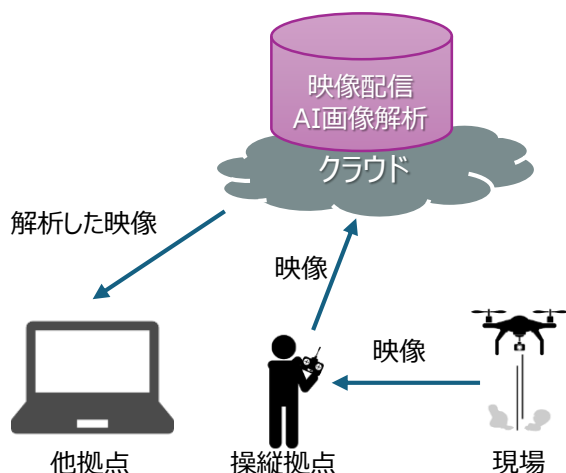 映像配信
AI画像解析
クラウド
解析した映像
映像
映像
他拠点
操縦拠点
現場